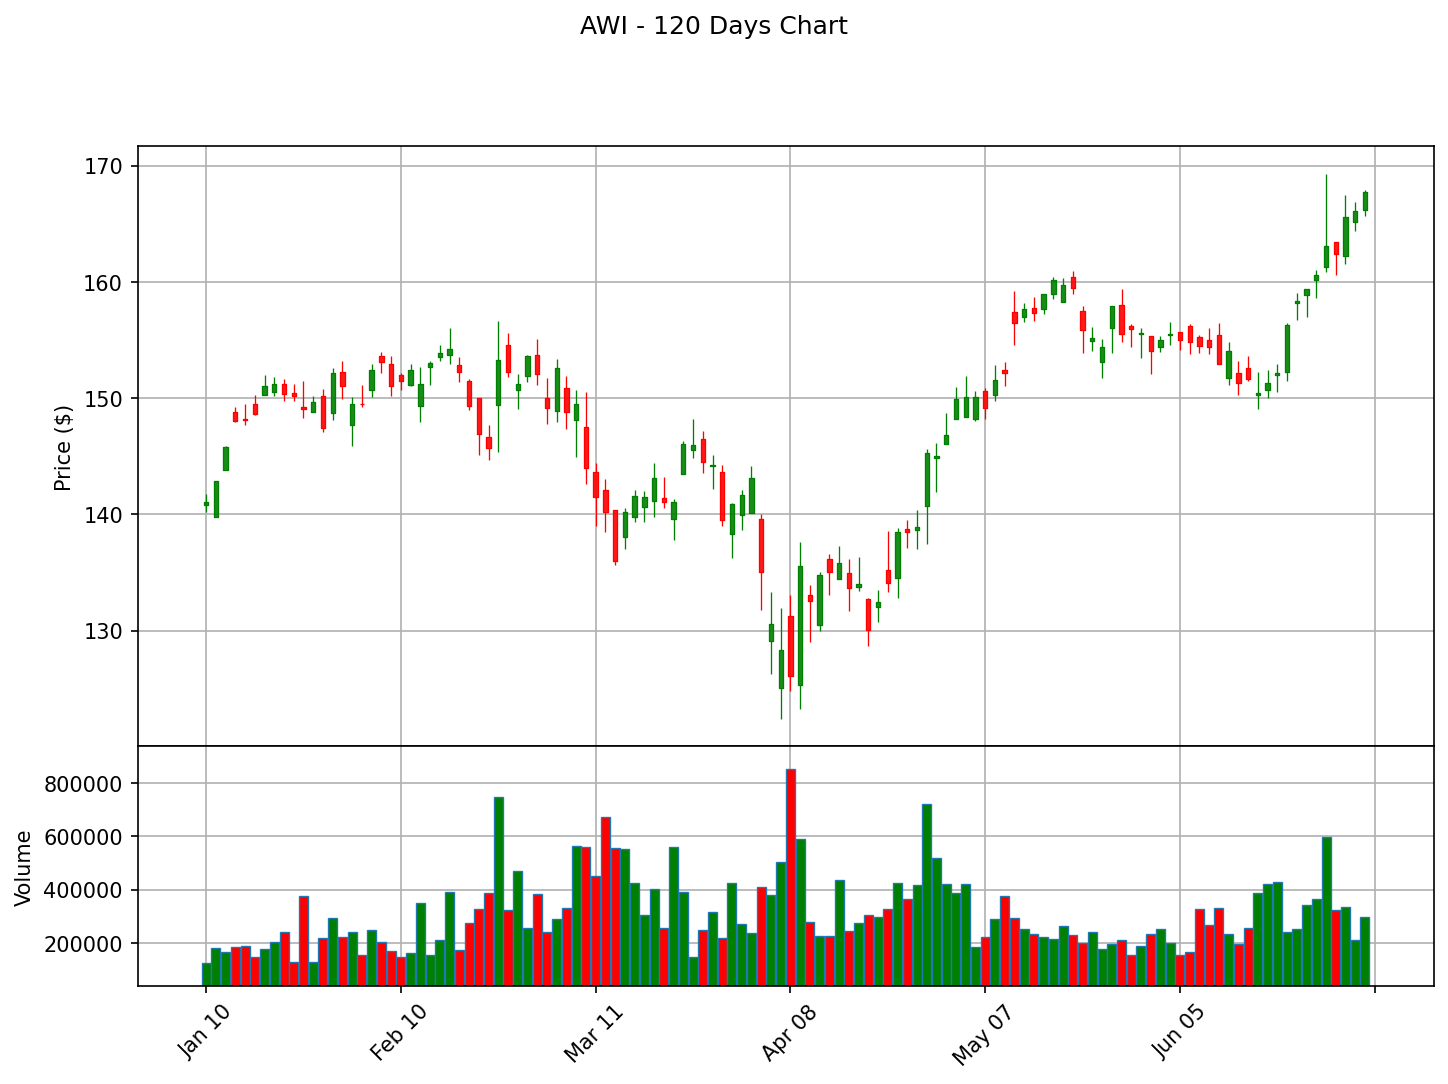 AWI - 120 Days Chart
170
160
150
140
130
Price ($)
800000
600000
400000
200000
Volume
Jan 10
Feb 10
Mar 11
Apr 08
May 07
Jun 05